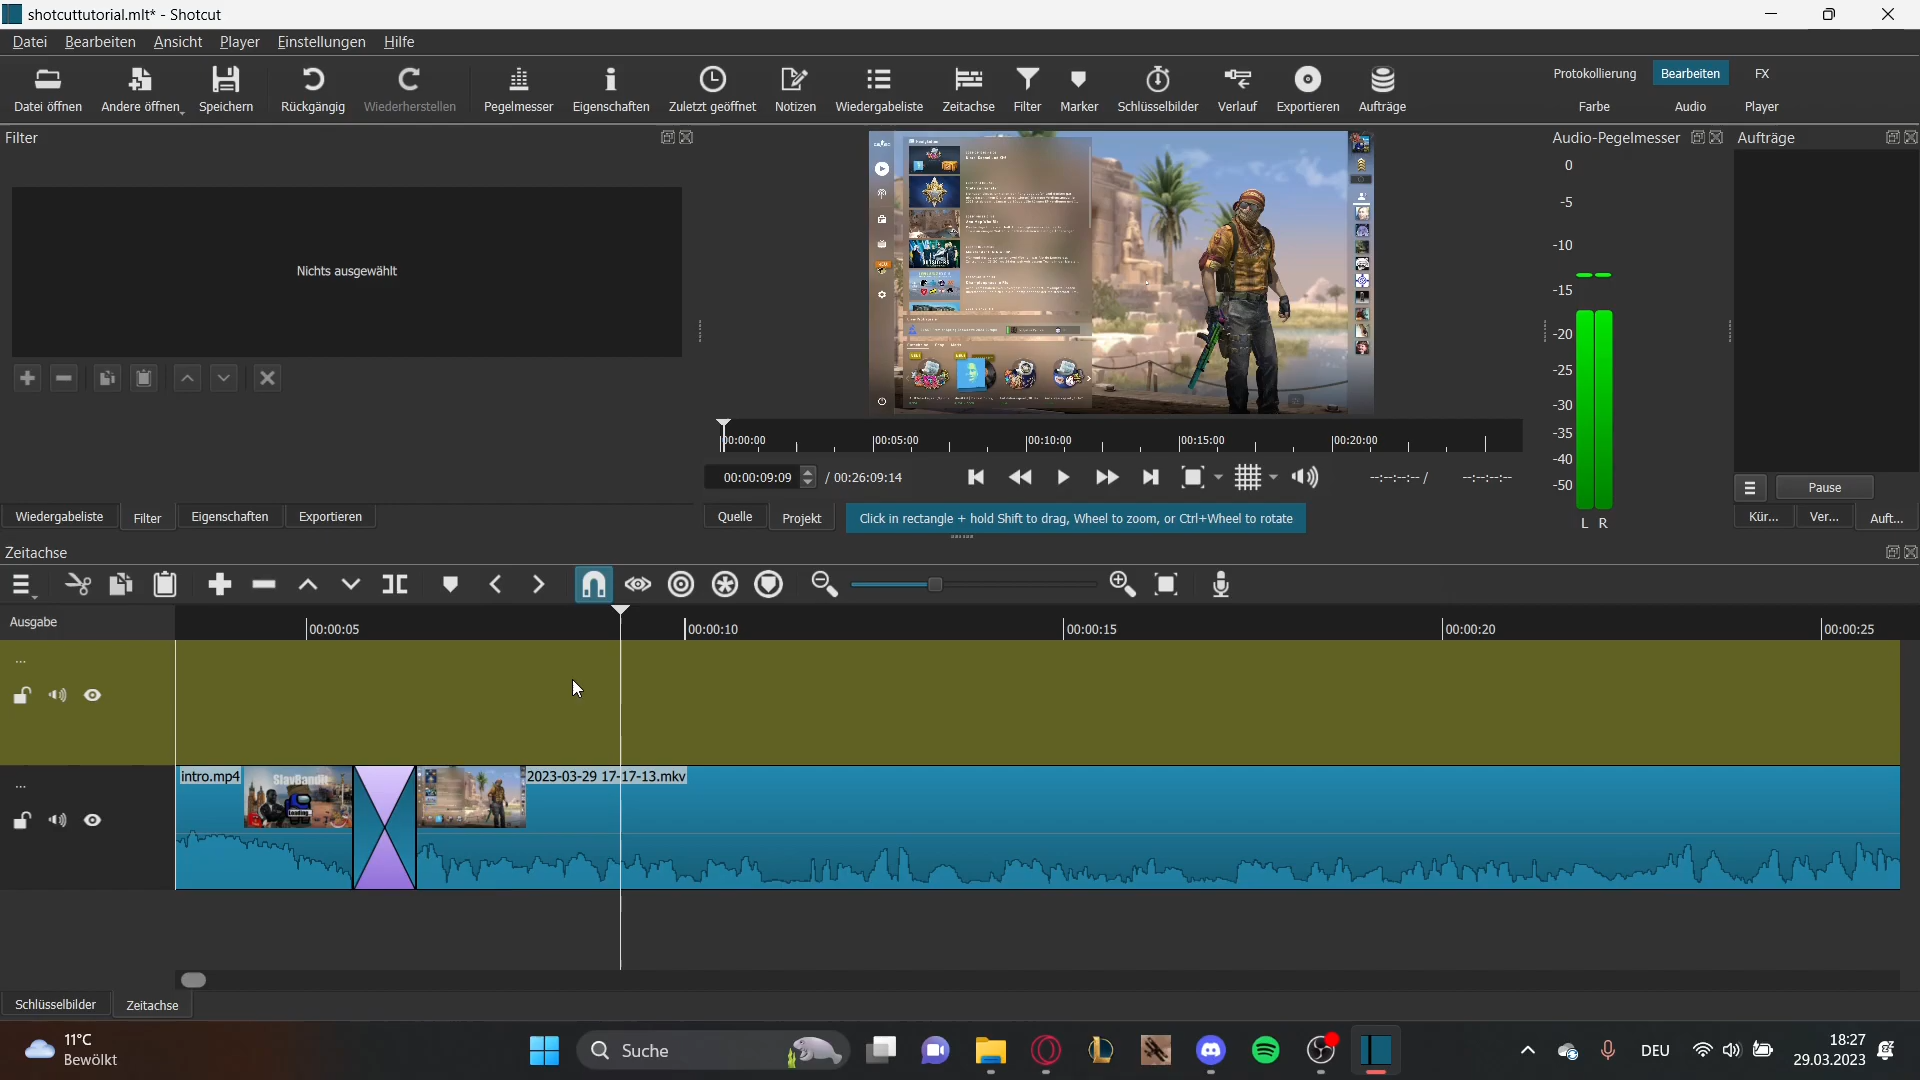 shotcuttutorial.mlt* - Shotcut
Datei Bearbeiten Ansicht Player Einstellungen Hilfe
Datei öffnen Andere öffnen Speichern Rückgängig Wiederherstellen Pegelmesser Eigenschaften Zuletzt geöffnet Notizen Wiedergabeliste Zeitachse Filter Marker Schlüsselbilder Verlauf Exportieren Aufträge
Protokollierung Bearbeiten FX
Farbe Audio Player
Filter
Nichts ausgewählt
Wiedergabeliste Filter Eigenschaften Exportieren
00:00:00 00:05:00 00:10:00 00:15:00 00:20:00
00:00:09:09 / 00:26:09:14 --:--:--:-- / --:--:--:--
Quelle Projekt Click in rectangle + hold Shift to drag, Wheel to zoom, or Ctrl+Wheel to rotate
Audio-Pegelmesser
0
-5
-10
-15
-20
-25
-30
-35
-40
-50
L R
Aufträge
Pause
Kür... Ver... Auft...
Zeitachse
Ausgabe
00:00:05 00:00:10 00:00:15 00:00:20 00:00:25
...
...
intro.mp4
SlavBandit
Loading...
2023-03-29 17-17-13.mkv
Schlüsselbilder Zeitachse
11°C
Bewölkt
Suche
DEU
18:27
29.03.2023